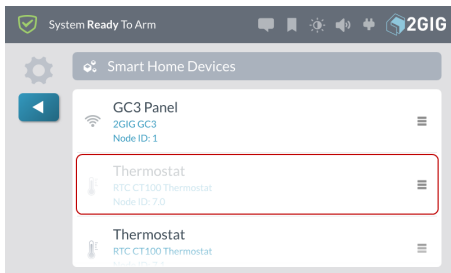 System Ready To Arm
2GIG
Smart Home Devices
GC3 Panel
2GIG GC3
Node ID: 1
Thermostat
RTC CT100 Thermostat
Node ID: 7.0
Thermostat
RTC CT100 Thermostat